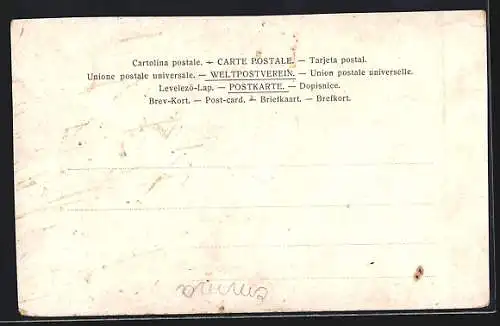 Cartolina postale. — CARTE POSTALE. — Tarjeta postal.
Unione postale universale. — WELTPOSTVEREIN. — Union postale universelle.
Levelezö-Lap. — POSTKARTE. — Dopisnice.
Brev-Kort. — Post-card. — Briefkaart. — Brefkort.